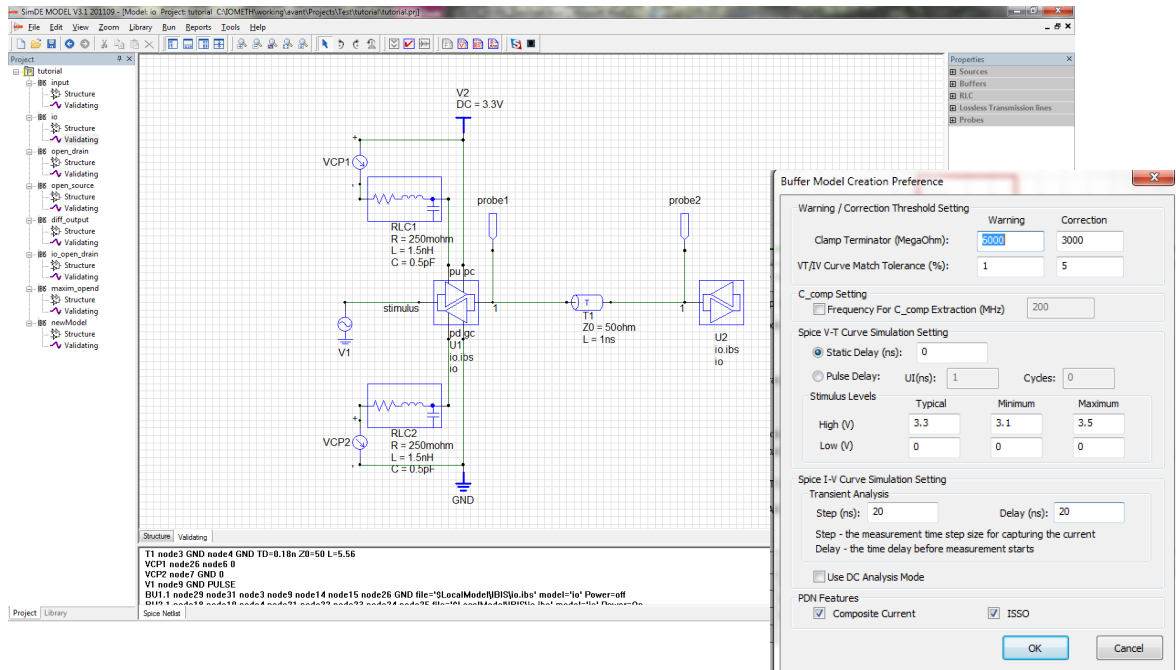 SimDE MODEL V3.1 201109 - [Model: io Project: tutorial C:\IOMETH\working\avant\Projects\Test\tutorial\tutorial.prj]
File Edit View Zoom Library Run Reports Tools Help
Project
tutorial
input
Structure
Validating
io
Structure
Validating
open_drain
Structure
Validating
open_source
Structure
Validating
diff_output
Structure
Validating
io_open_drain
Structure
Validating
maxim_opend
Structure
Validating
newModel
Structure
Validating
Project Library
V2
DC = 3.3V
VCP1
RLC1
R = 250mohm
L = 1.5nH
C = 0.5pF
probe1
probe2
pu pc
stimulus
1
pd gc
U1
io.ibs
io
V1
T
T1
Z0 = 50ohm
L = 1ns
1
U2
io.ibs
io
VCP2
RLC2
R = 250mohm
L = 1.5nH
C = 0.5pF
GND
Structure Validating
T1 node3 GND node4 GND TD=0.18n Z0=50 L=5.56
VCP1 node26 node6 0
VCP2 node7 GND 0
V1 node9 GND PULSE
BU1.1 node29 node31 node3 node9 node14 node15 node26 GND file='$LocalModel\IBIS\io.ibs' model='io' Power=off
Spice Netlist
Properties
Sources
Buffers
RLC
Lossless Transmission lines
Probes
Buffer Model Creation Preference
Warning / Correction Threshold Setting
Warning Correction
Clamp Terminator (MegaOhm): 6000 3000
VT/IV Curve Match Tolerance (%): 1 5
C_comp Setting
Frequency For C_comp Extraction (MHz) 200
Spice V-T Curve Simulation Setting
Static Delay (ns): 0
Pulse Delay: UI(ns): 1 Cycles: 0
Stimulus Levels
Typical Minimum Maximum
High (V) 3.3 3.1 3.5
Low (V) 0 0 0
Spice I-V Curve Simulation Setting
Transient Analysis
Step (ns): 20 Delay (ns): 20
Step - the measurement time step size for capturing the current
Delay - the time delay before measurement starts
Use DC Analysis Mode
PDN Features
Composite Current ISSO
OK Cancel